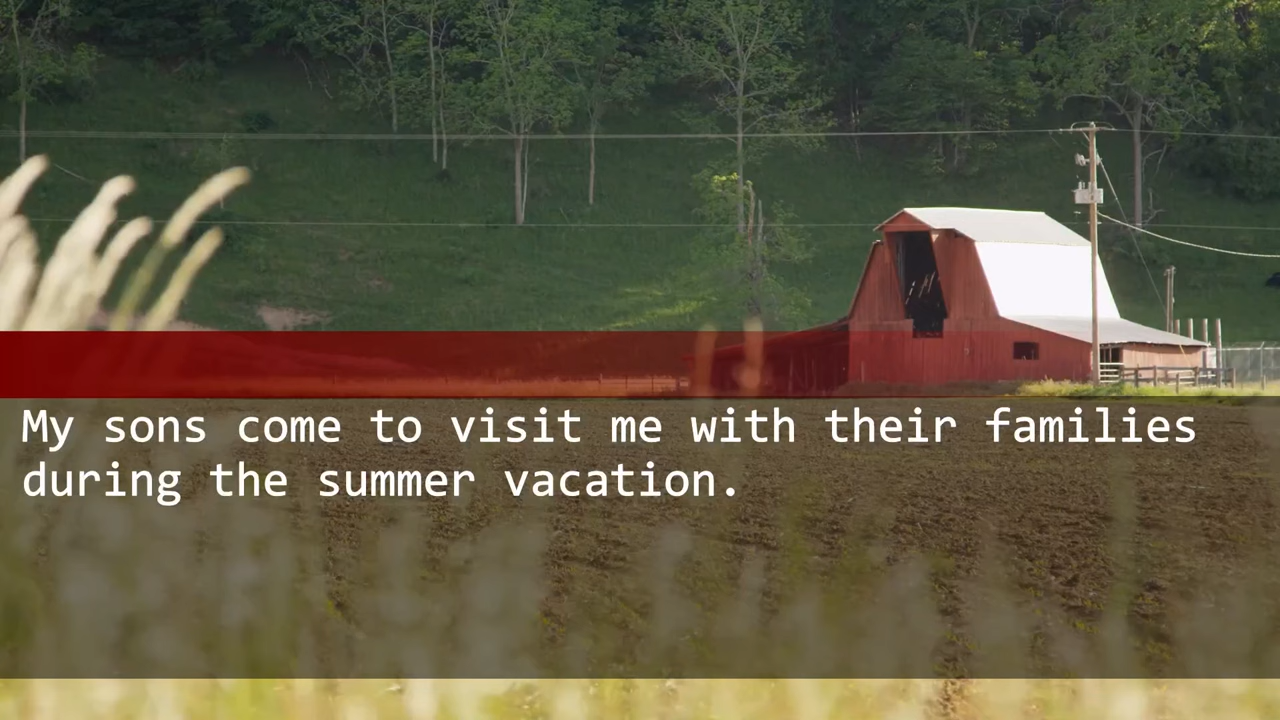 My sons come to visit me with their families
during the summer vacation.